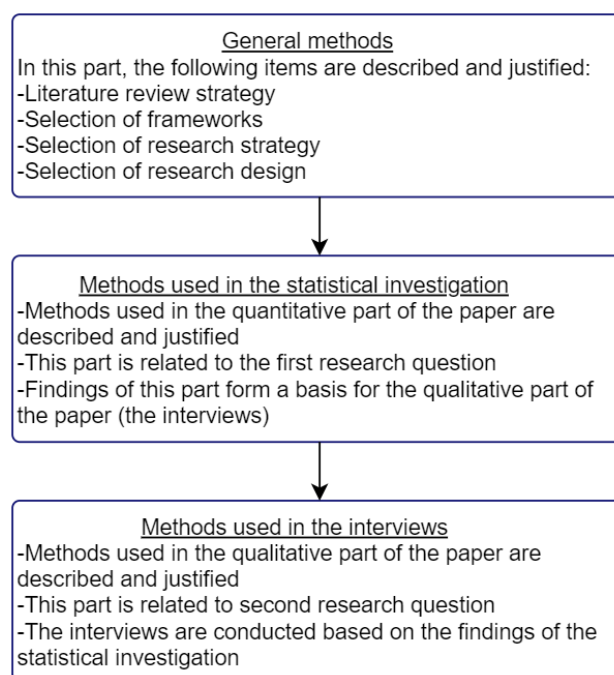 General methods
In this part, the following items are described and justified:
-Literature review strategy
-Selection of frameworks
-Selection of research strategy
-Selection of research design
Methods used in the statistical investigation
-Methods used in the quantitative part of the paper are
described and justified
-This part is related to the first research question
-Findings of this part form a basis for the qualitative part of
the paper (the interviews)
Methods used in the interviews
-Methods used in the qualitative part of the paper are
described and justified
-This part is related to second research question
-The interviews are conducted based on the findings of the
statistical investigation